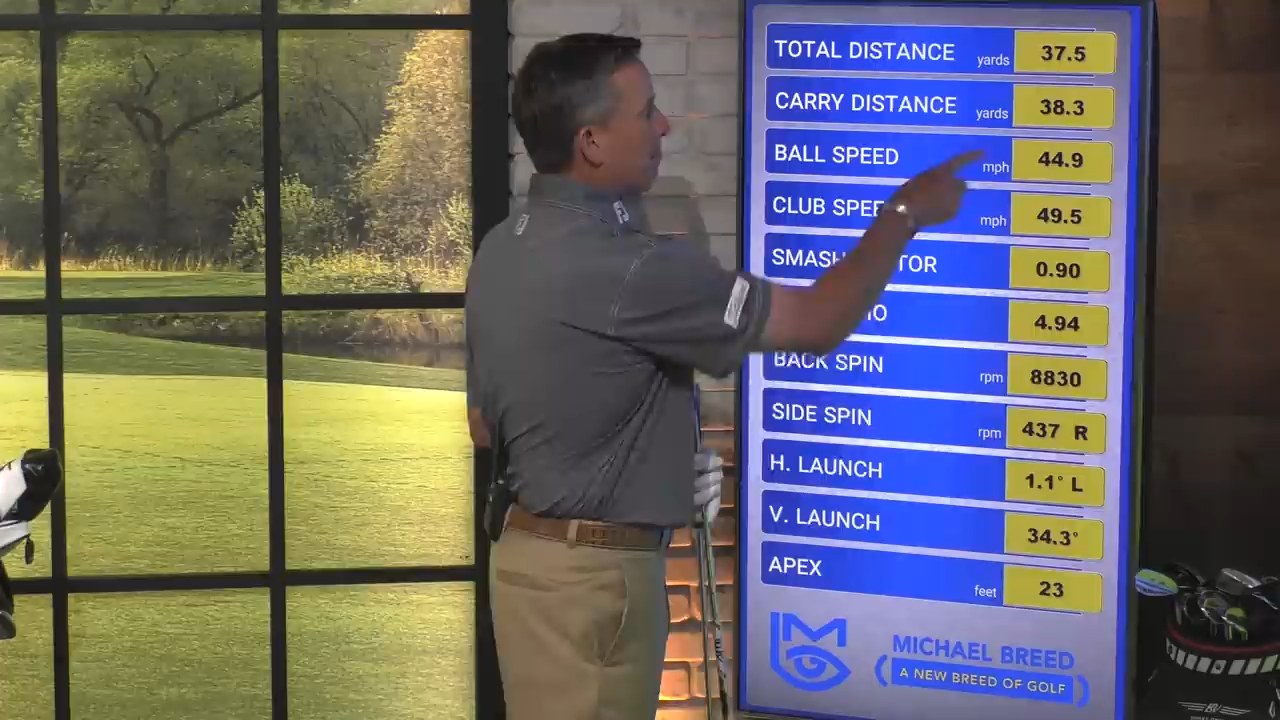 TOTAL DISTANCE yards 37.5
CARRY DISTANCE yards 38.3
BALL SPEED mph 44.9
CLUB SPEE mph 49.5
SMASH TOR 0.90
IO 4.94
BACK SPIN rpm 8830
SIDE SPIN rpm 437 R
H. LAUNCH 1.1° L
V. LAUNCH 34.3°
APEX feet 23
MICHAEL BREED
A NEW BREED OF GOLF